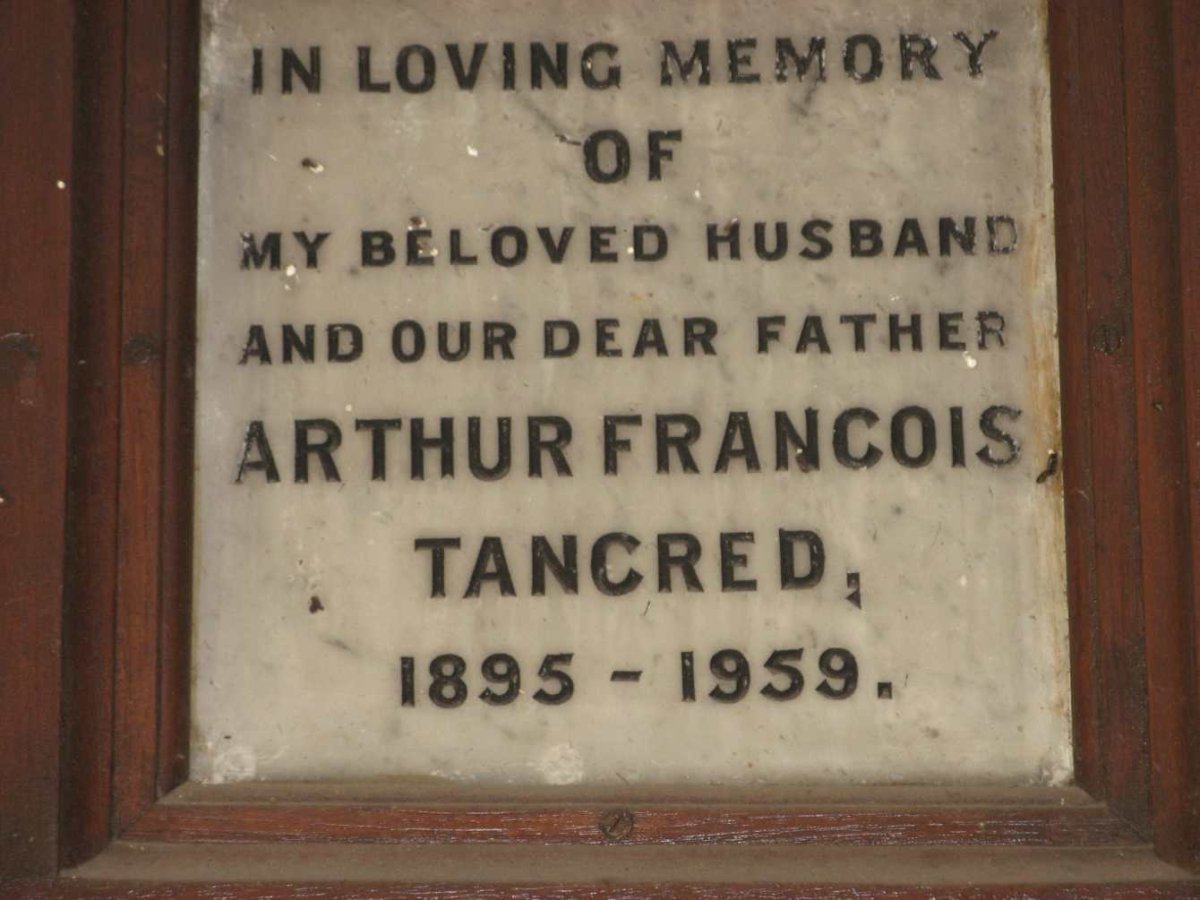 IN LOVING MEMORY
OF
MY BELOVED HUSBAND
AND OUR DEAR FATHER
ARTHUR FRANCOIS
TANCRED,
1895 - 1959.